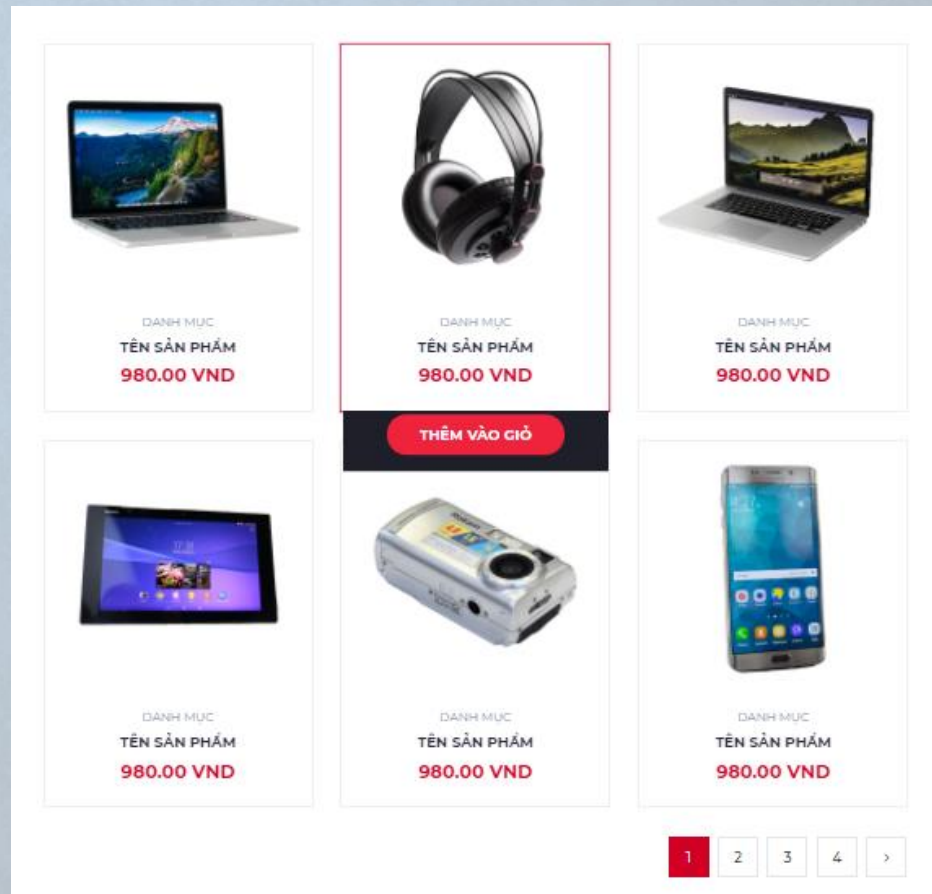 DANH MỤC
TÊN SẢN PHẨM
980.00 VND
DANH MỤC
TÊN SẢN PHẨM
980.00 VND
DANH MỤC
TÊN SẢN PHẨM
980.00 VND
THÊM VÀO GIỎ
DANH MỤC
TÊN SẢN PHẨM
980.00 VND
DANH MỤC
TÊN SẢN PHẨM
980.00 VND
DANH MỤC
TÊN SẢN PHẨM
980.00 VND
1 2 3 4 >